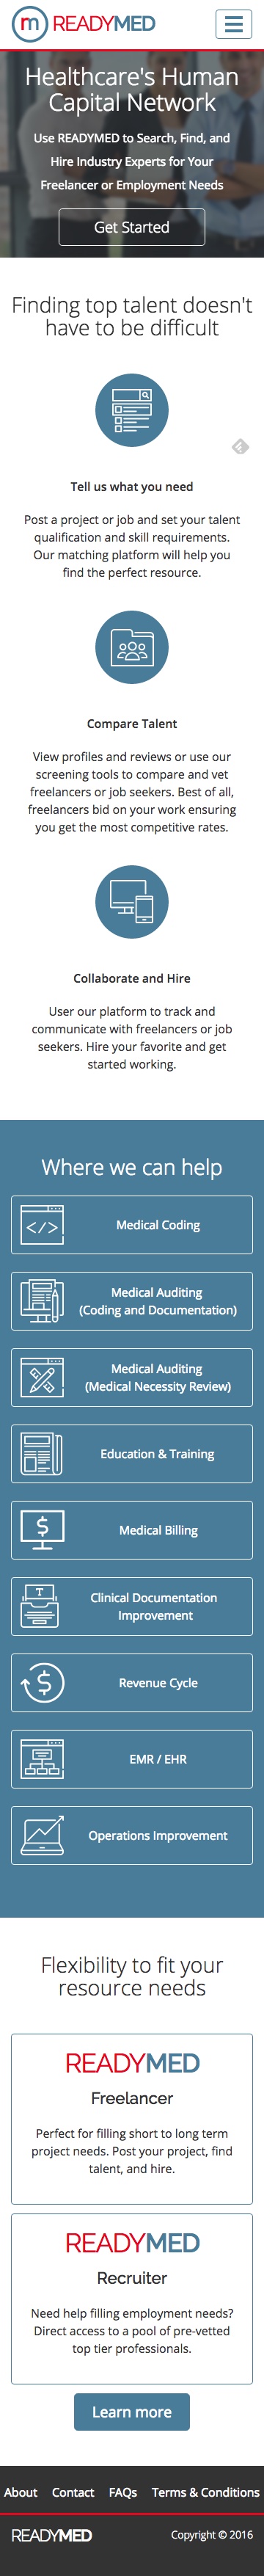 m READYMED
Healthcare's Human
Capital Network
Use READYMED to Search, Find, and
Hire Industry Experts for Your
Freelancer or Employment Needs
Get Started
Finding top talent doesn't
have to be difficult
Tell us what you need
Post a project or job and set your talent
qualification and skill requirements.
Our matching platform will help you
find the perfect resource.
Compare Talent
View profiles and reviews or use our
screening tools to compare and vet
freelancers or job seekers. Best of all,
freelancers bid on your work ensuring
you get the most competitive rates.
Collaborate and Hire
User our platform to track and
communicate with freelancers or job
seekers. Hire your favorite and get
started working.
Where we can help
</>
Medical Coding
Medical Auditing
(Coding and Documentation)
Medical Auditing
(Medical Necessity Review)
Education & Training
$
Medical Billing
T
Clinical Documentation
Improvement
$
Revenue Cycle
EMR / EHR
Operations Improvement
Flexibility to fit your
resource needs
READYMED
Freelancer
Perfect for filling short to long term
project needs. Post your project, find
talent, and hire.
READYMED
Recruiter
Need help filling employment needs?
Direct access to a pool of pre-vetted
top tier professionals.
Learn more
About Contact FAQs Terms & Conditions
READYMED Copyright © 2016